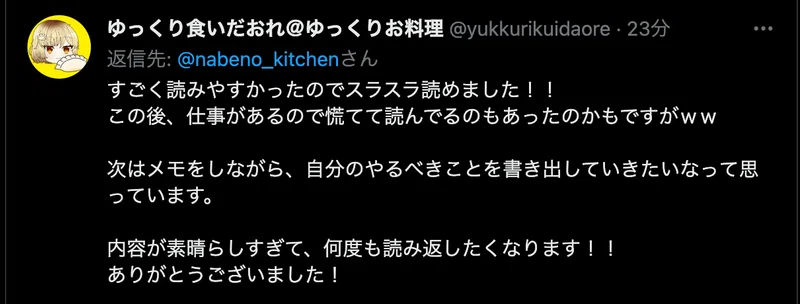 ゆっくり食いだおれ@ゆっくりお料理 @yukkurikuidaore・23分
返信先: @nabeno_kitchenさん
すごく読みやすかったのでスラスラ読めました！！
この後、仕事があるので慌てて読んでるのもあったのかもですがｗｗ
次はメモをしながら、自分のやるべきことを書き出していきたいなって思
っています。
内容が素晴らしすぎて、何度も読み返したくなります！！
ありがとうございました！